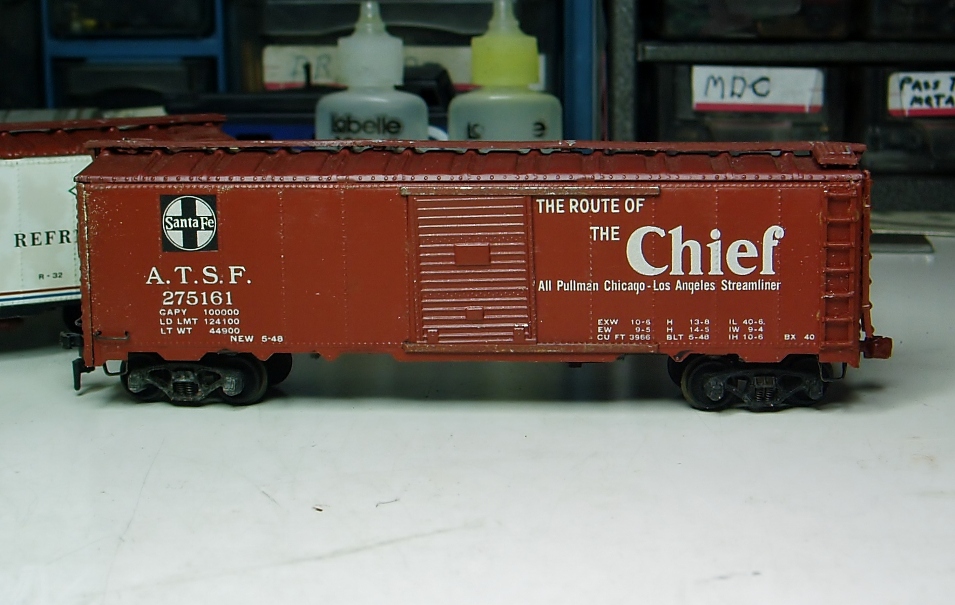 labelle
MDC
REFR
R-32
Santa Fe
A.T.S.F.
275161
CAPY 100000
LD LMT 124100
LT WT 44900
NEW 5-48
THE ROUTE OF
THE Chief
All Pullman Chicago-Los Angeles Streamliner
EXW 10-6 H 13-8 IL 40-6
EW 9-5 H 14-5 IW 9-4
CU FT 3966 BLT 5-48 IH 10-6 BX 40